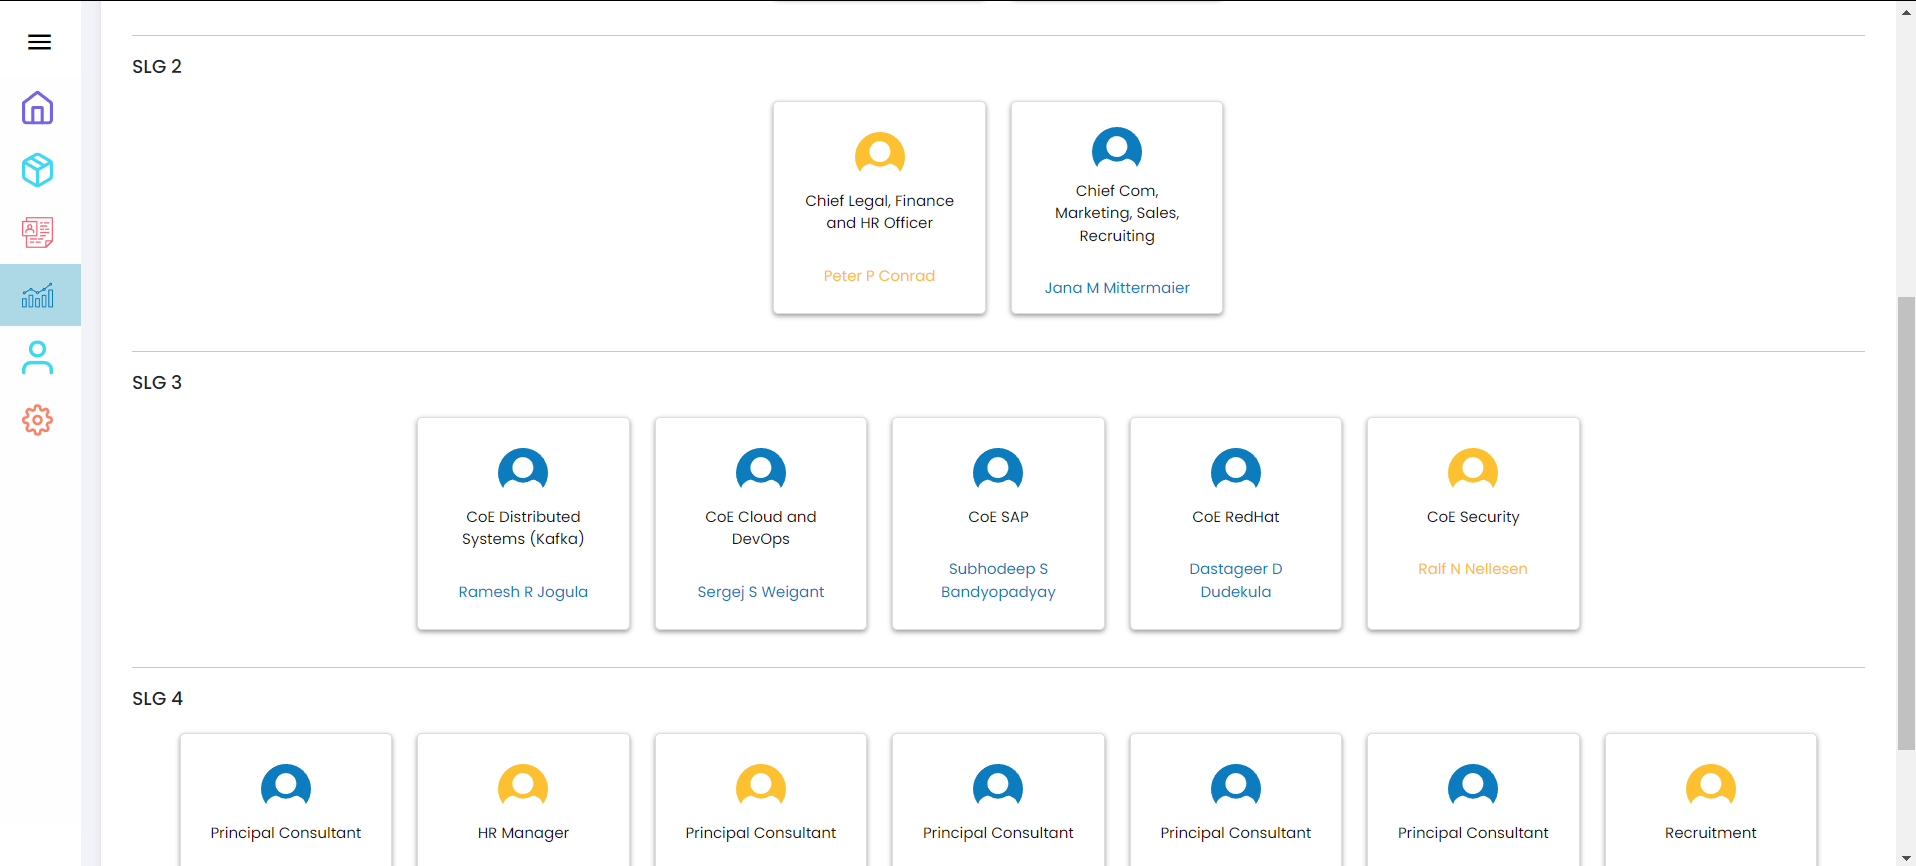 SLG 2
Chief Legal, Finance
and HR Officer
Peter P Conrad
Chief Com,
Marketing, Sales,
Recruiting
Jana M Mittermaier
SLG 3
CoE Distributed
Systems (Kafka)
Ramesh R Jogula
CoE Cloud and
DevOps
Sergej S Weigant
CoE SAP
Subhodeep S
Bandyopadyay
CoE RedHat
Dastageer D
Dudekula
CoE Security
Ralf N Nellesen
SLG 4
Principal Consultant
HR Manager
Principal Consultant
Principal Consultant
Principal Consultant
Principal Consultant
Recruitment